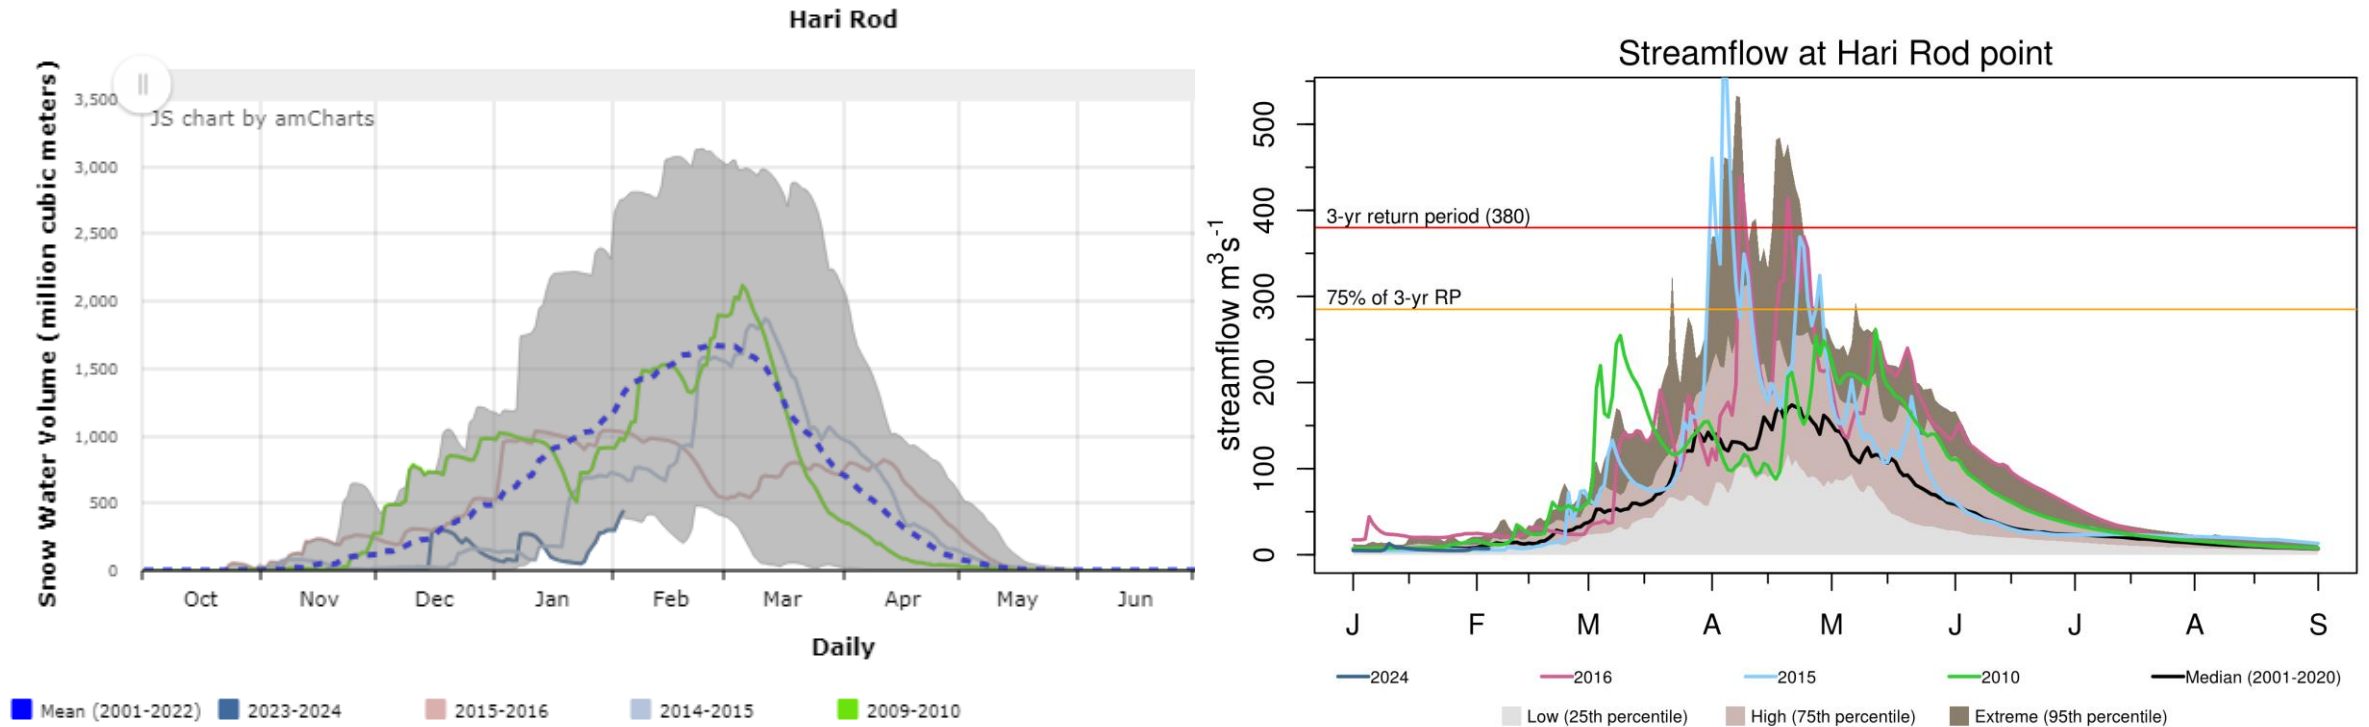 Hari Rod
Snow Water Volume (million cubic meters)
3,500
3,000
2,500
2,000
1,500
1,000
500
0
JS chart by amCharts
Oct Nov Dec Jan Feb Mar Apr May Jun
Daily
Mean (2001-2022) 2023-2024 2015-2016 2014-2015 2009-2010
Streamflow at Hari Rod point
streamflow m³s⁻¹
500
400
300
200
100
0
3-yr return period (380)
75% of 3-yr RP
J F M A M J J A S
2024 2016 2015 2010 Median (2001-2020)
Low (25th percentile) High (75th percentile) Extreme (95th percentile)